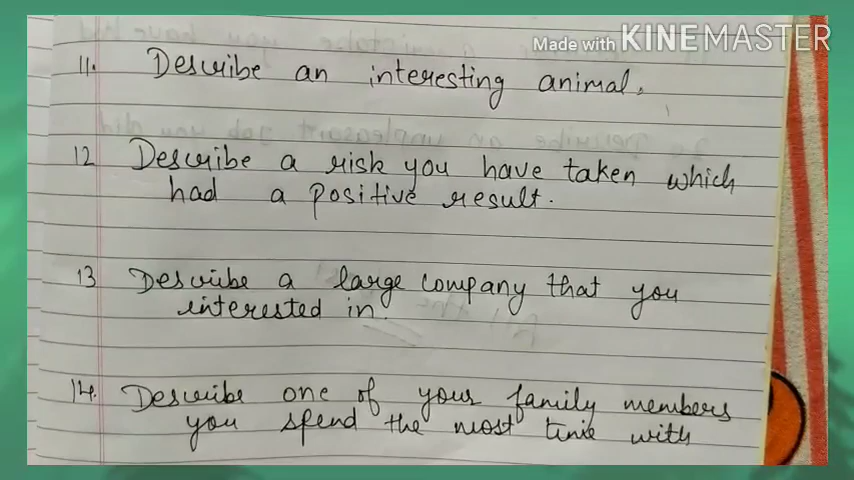 Made with KINEMASTER
11. Describe an interesting animal.
12 Describe a risk you have taken which
had a positive result.
13 Describe a large company that you
interested in.
14. Describe one of your family members
you spend the most time with